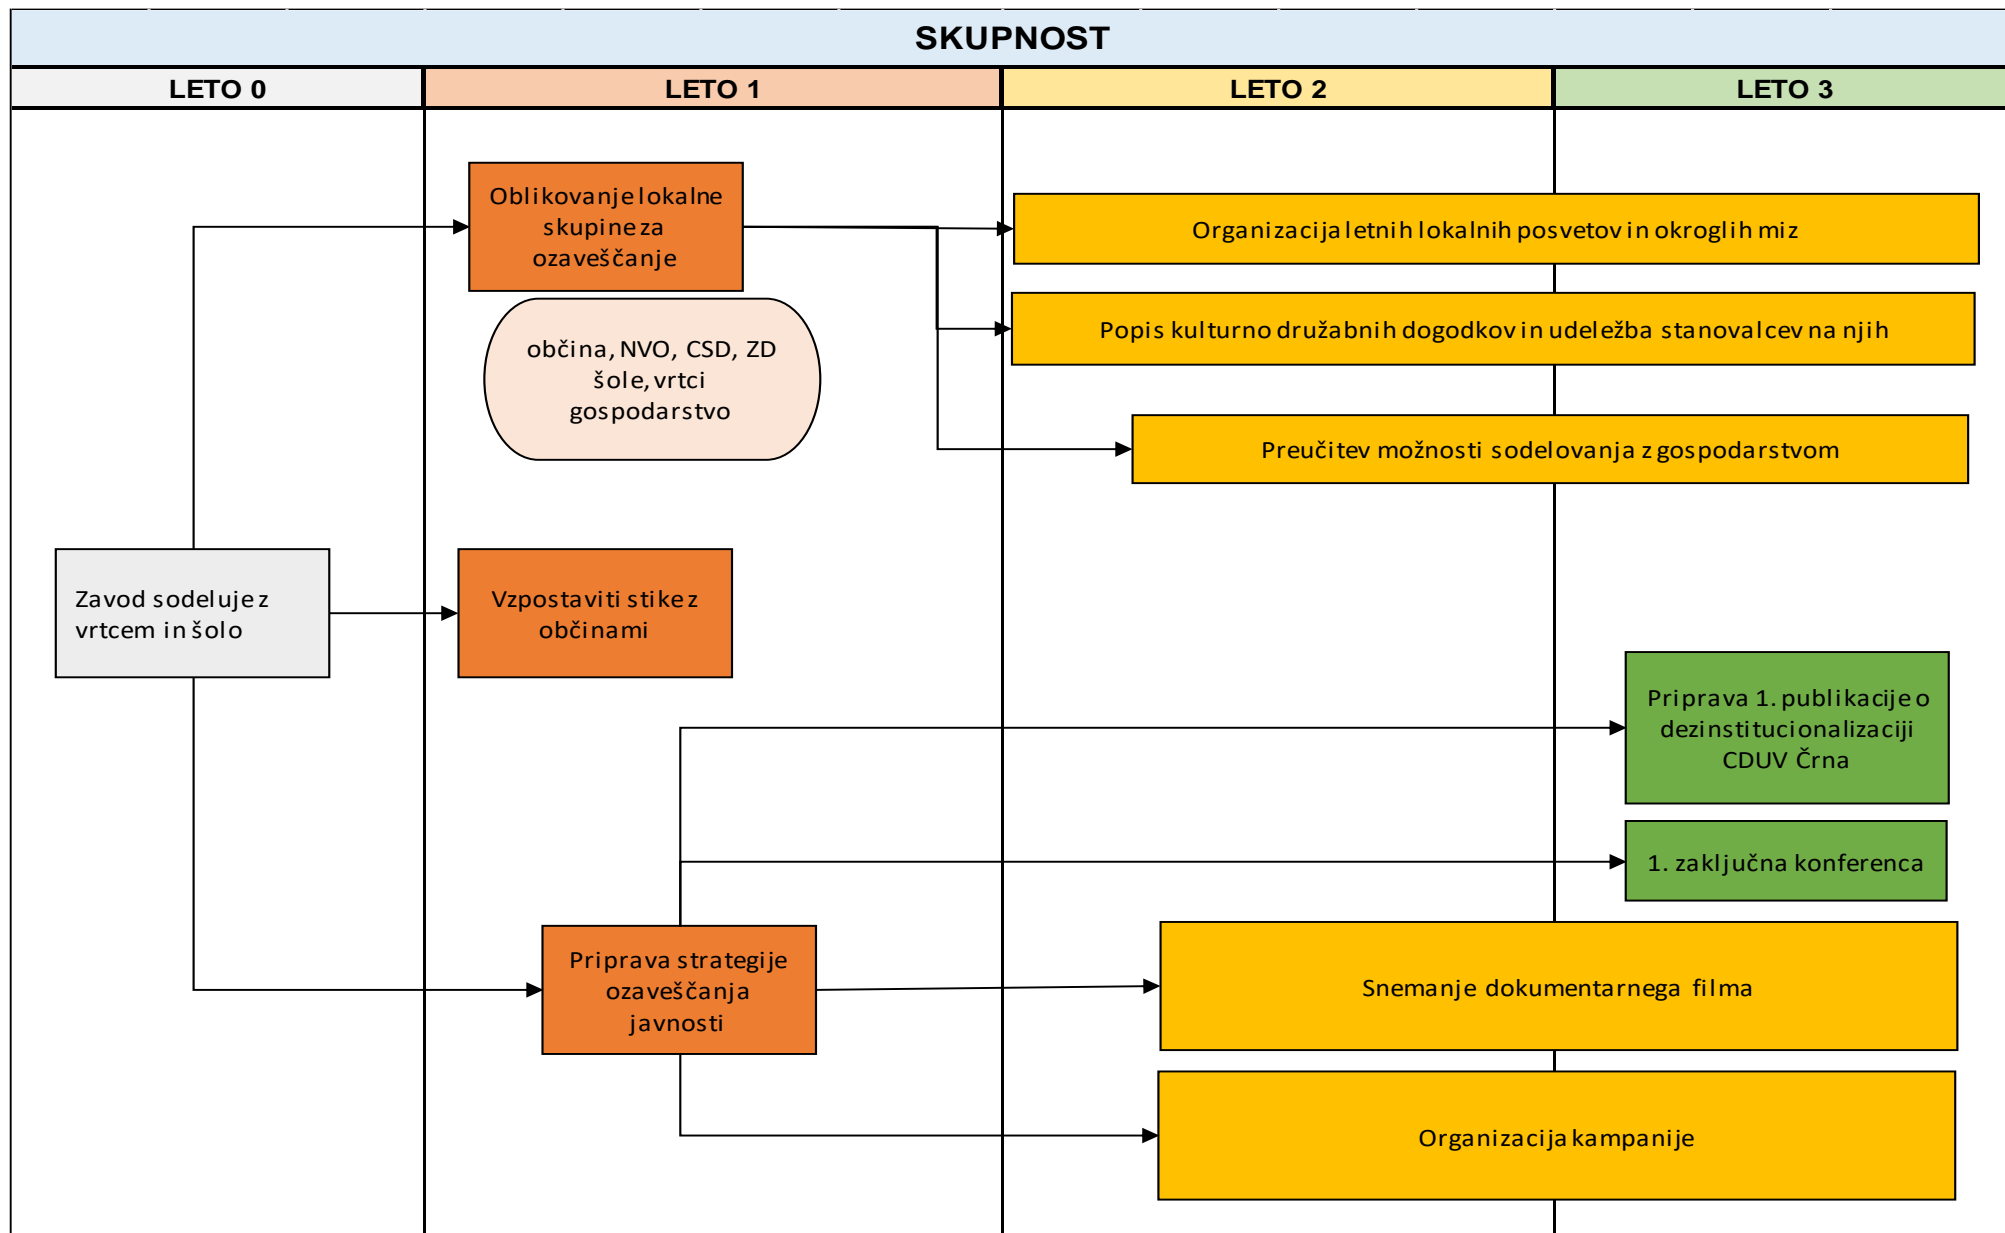 SKUPNOST
LETO 0
LETO 1
LETO 2
LETO 3
Oblikovanje lokalne
skupine za
ozaveščanje
občina, NVO, CSD, ZD
šole, vrtci
gospodarstvo
Organizacija letnih lokalnih posvetov in okroglih miz
Popis kulturno družabnih dogodkov in udeležba stanovalcev na njih
Preučitev možnosti sodelovanja z gospodarstvom
Zavod sodeluje z
vrtcem in šolo
Vzpostaviti stike z
občinami
Priprava 1. publikacije o
dezinstitucionalizaciji
CDUV Črna
1. zaključna konferenca
Priprava strategije
ozaveščanja
javnosti
Snemanje dokumentarnega filma
Organizacija kampanije